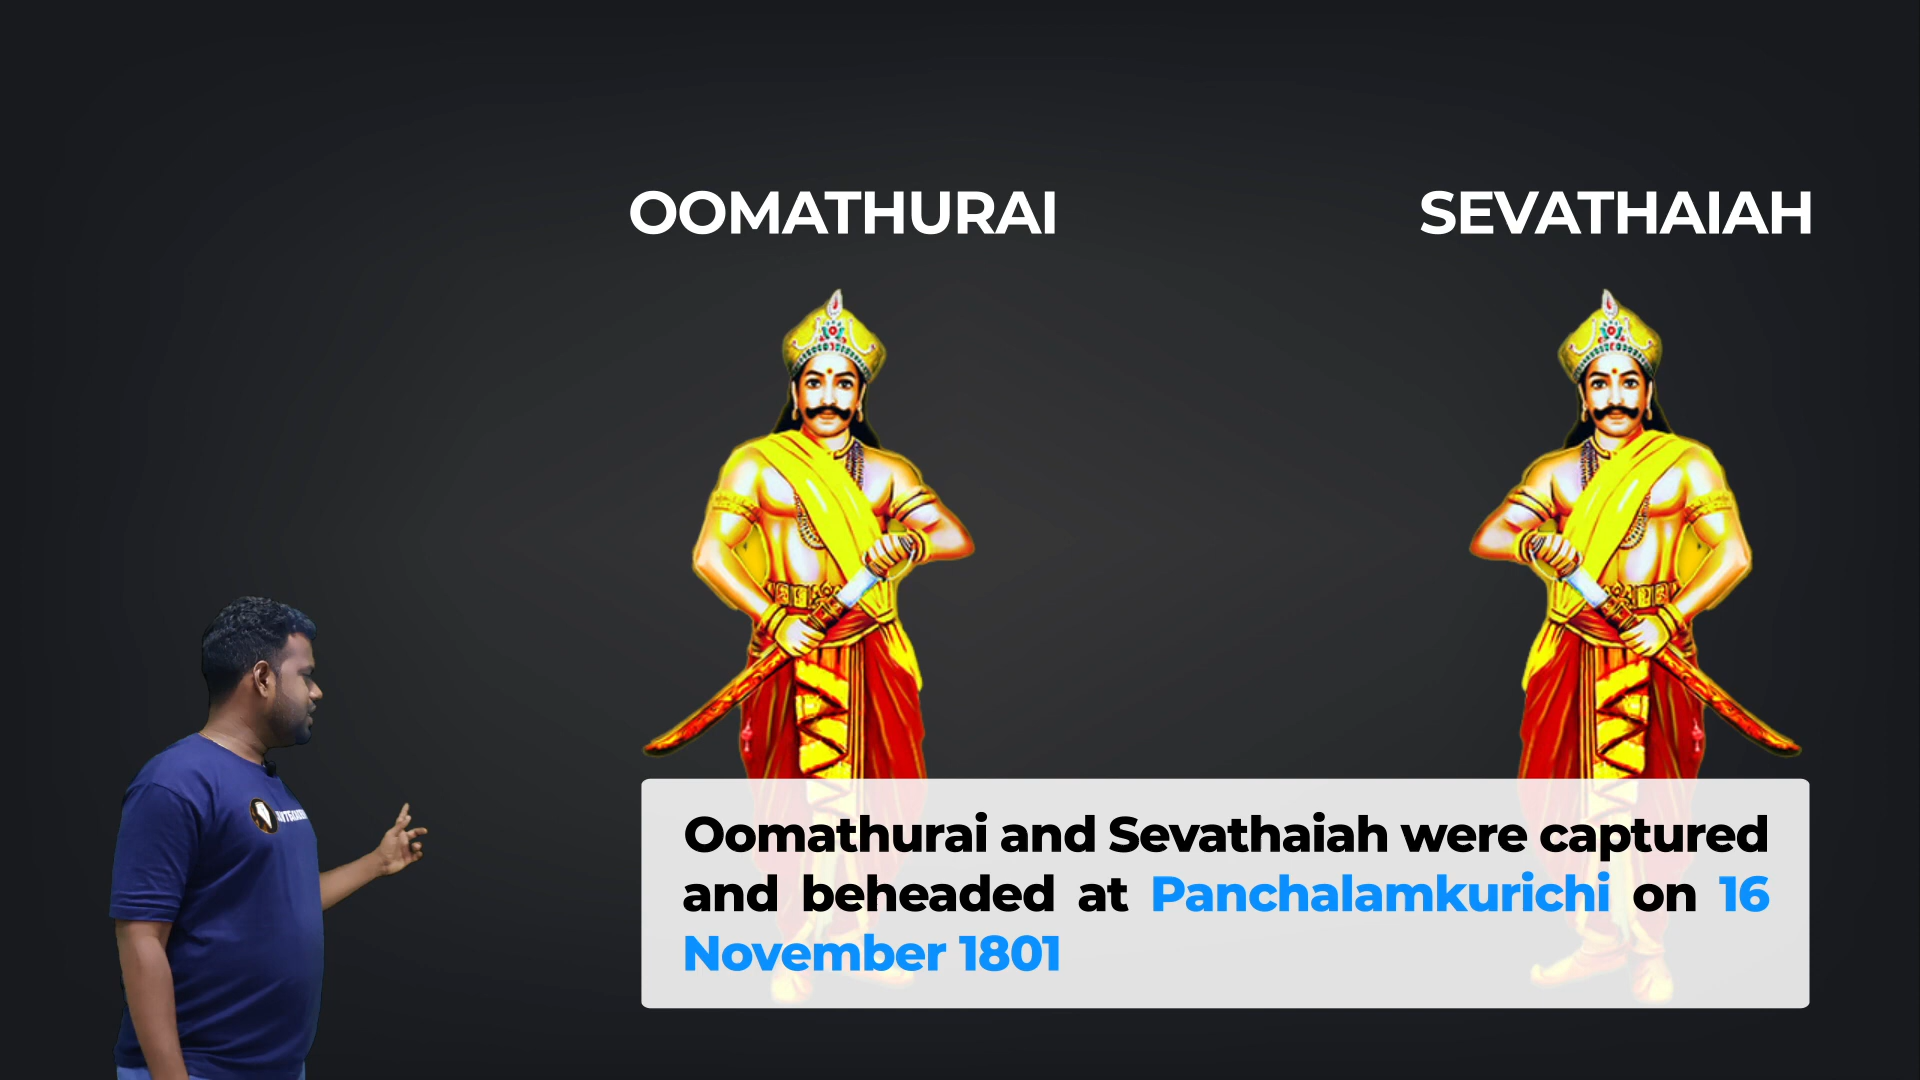 OOMATHURAI
SEVATHAIAH
Oomathurai and Sevathaiah were captured
and beheaded at Panchalamkurichi on 16
November 1801